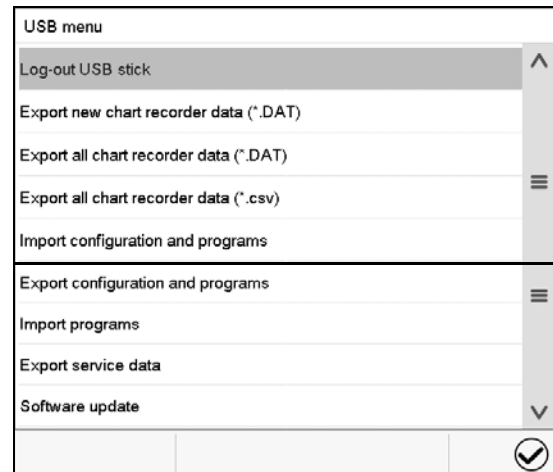 USB menu
Log-out USB stick
Export new chart recorder data (*.DAT)
Export all chart recorder data (*.DAT)
Export all chart recorder data (*.csv)
Import configuration and programs
Export configuration and programs
Import programs
Export service data
Software update